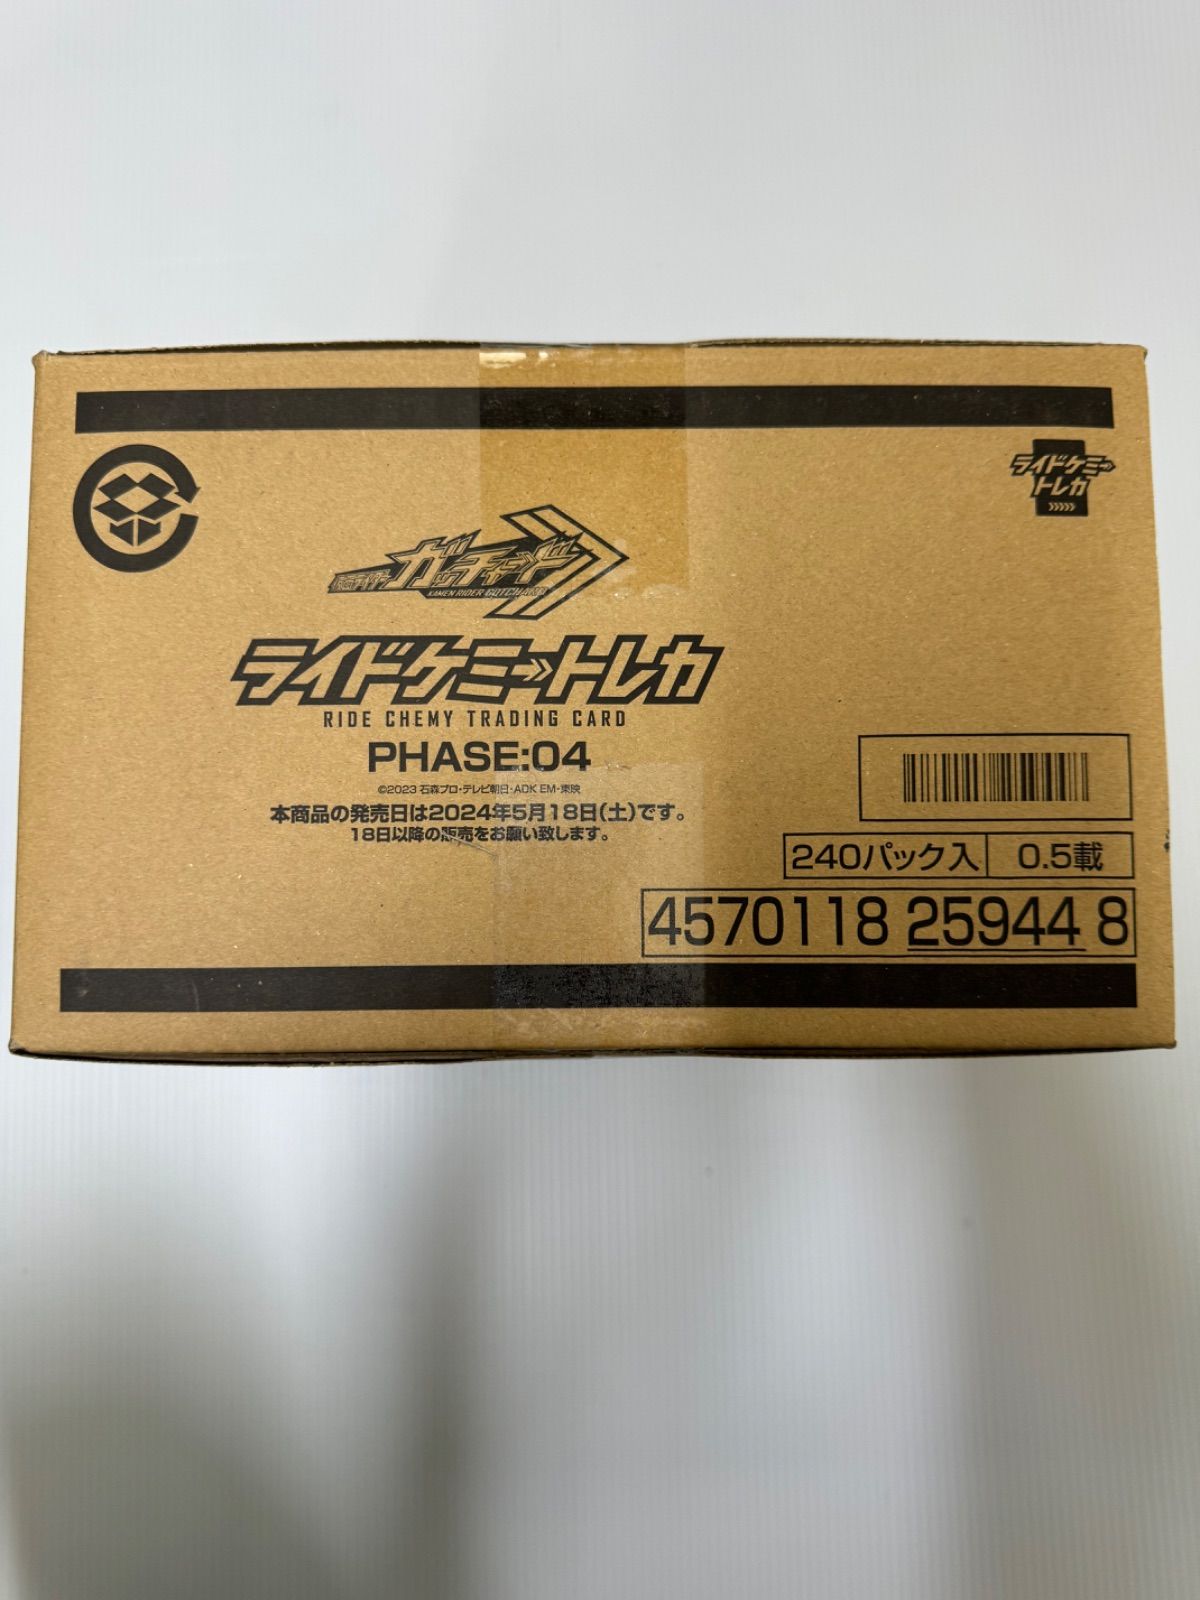 ライドケミー
トレカ
仮面ライダー
ガッチャード
KAMEN RIDER GOTCHARD
ライドケミートレカ
RIDE CHEMY TRADING CARD
PHASE:04
©2023 石森プロ・テレビ朝日・ADK EM・東映
本商品の発売日は2024年5月18日(土)です。
18日以降の販売をお願い致します。
240パック入 0.5載
4570118 25944 8